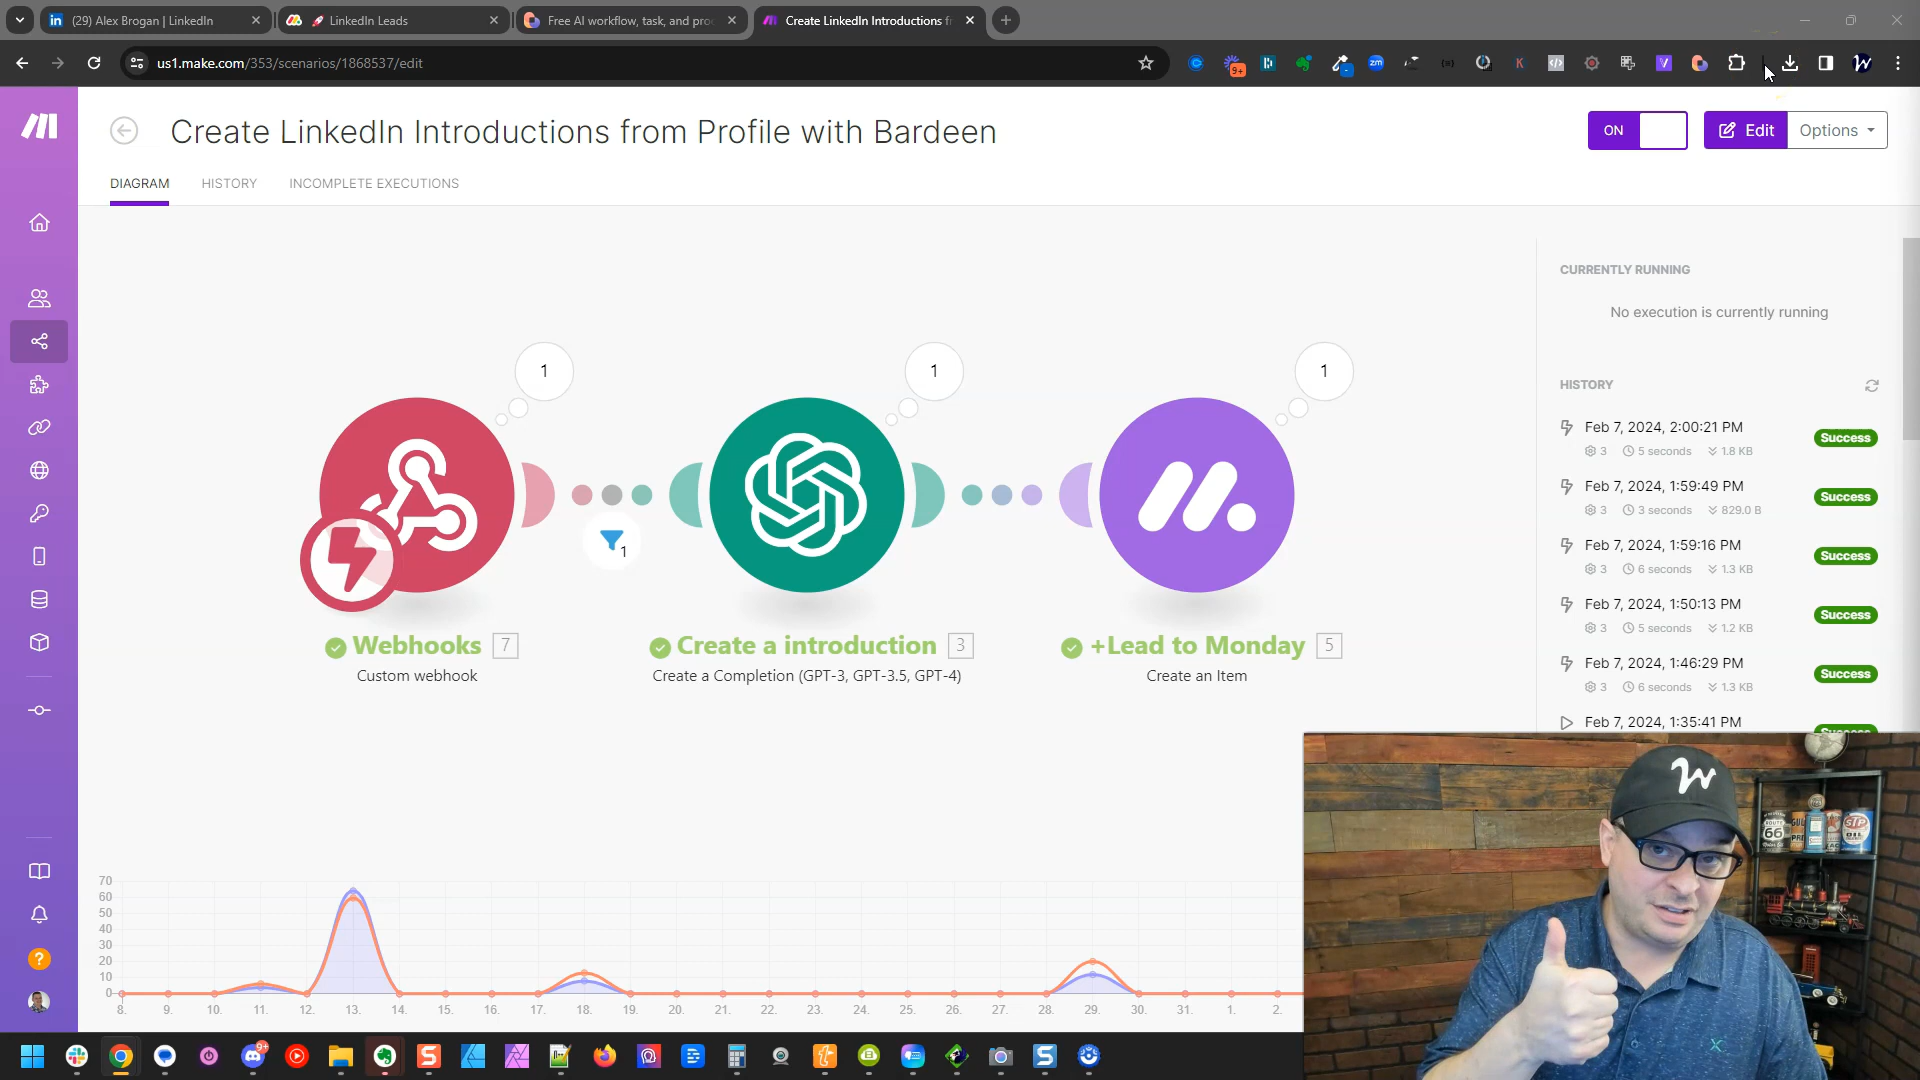 (29) Alex Brogan | LinkedIn
🚀 LinkedIn Leads
Free AI workflow, task, and pro
Create LinkedIn Introductions f
us1.make.com/353/scenarios/1868537/edit
9+
zm
K
V
Create LinkedIn Introductions from Profile with Bardeen
ON
Edit
Options
DIAGRAM
HISTORY
INCOMPLETE EXECUTIONS
1
1
1
1
Webhooks 7
Custom webhook
Create a introduction 3
Create a Completion (GPT-3, GPT-3.5, GPT-4)
+Lead to Monday 5
Create an Item
CURRENTLY RUNNING
No execution is currently running
HISTORY
Feb 7, 2024, 2:00:21 PM
3 5 seconds 1.8 KB
Success
Feb 7, 2024, 1:59:49 PM
3 3 seconds 829.0 B
Success
Feb 7, 2024, 1:59:16 PM
3 6 seconds 1.3 KB
Success
Feb 7, 2024, 1:50:13 PM
3 5 seconds 1.2 KB
Success
Feb 7, 2024, 1:46:29 PM
3 6 seconds 1.3 KB
Success
Feb 7, 2024, 1:35:41 PM
70
60
50
40
30
20
10
0
8. 9. 10. 11. 12. 13. 14. 15. 16. 17. 18. 19. 20. 21. 22. 23. 24. 25. 26. 27. 28. 29. 30. 31. 1. 2.
ROUTE
66
STP
OIL
9+